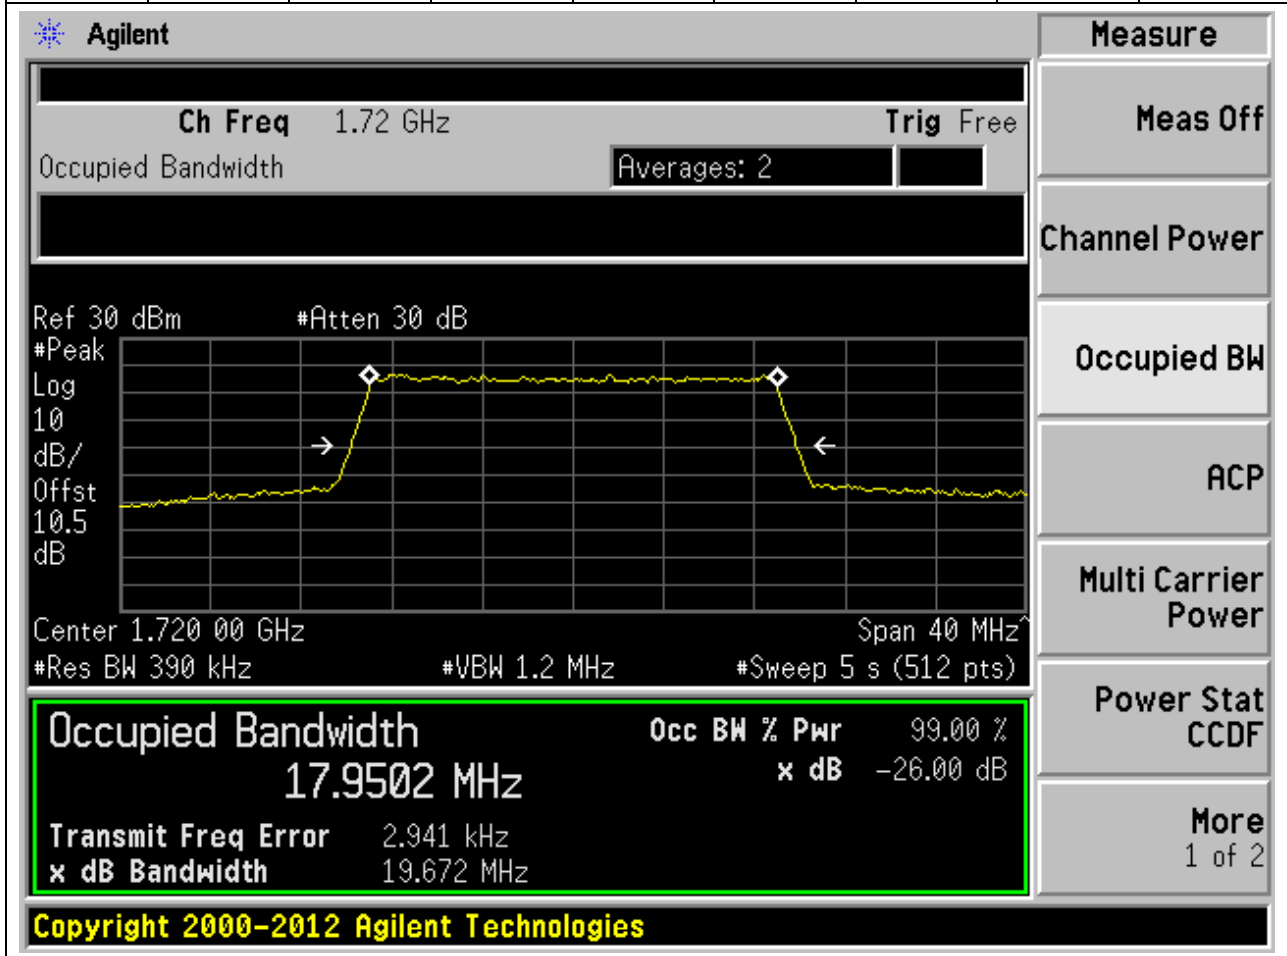 Agilent
Measure
Ch Freq 1.72 GHz Trig Free
Meas Off
Occupied Bandwidth Averages: 2
Channel Power
Ref 30 dBm #Atten 30 dB
#Peak
Log
10
dB/
Offst
10.5
dB
Occupied BW
ACP
Center 1.720 00 GHz Span 40 MHz^
#Res BW 390 kHz #VBW 1.2 MHz #Sweep 5 s (512 pts)
Multi Carrier
Power
Occupied Bandwidth Occ BW % Pwr 99.00 %
17.9502 MHz x dB -26.00 dB
Transmit Freq Error 2.941 kHz
x dB Bandwidth 19.672 MHz
Power Stat
CCDF
More
1 of 2
Copyright 2000-2012 Agilent Technologies